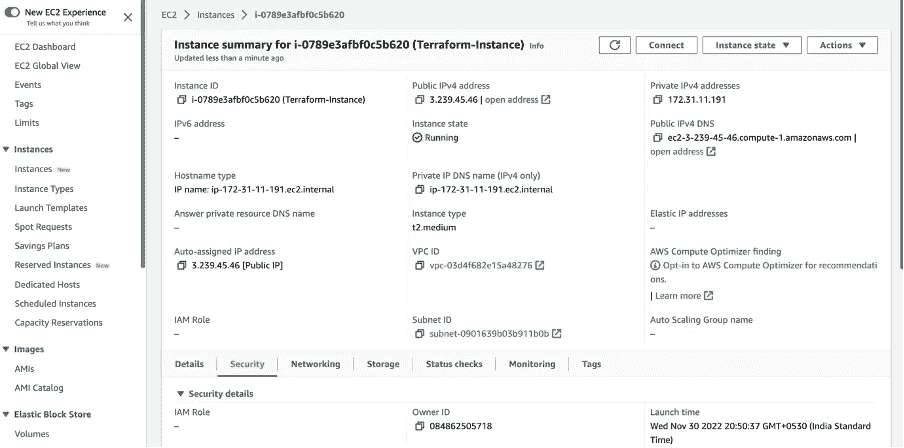 New EC2 Experience
Tell us what you think
EC2 Dashboard
EC2 Global View
Events
Tags
Limits
Instances
Instances New
Instance Types
Launch Templates
Spot Requests
Savings Plans
Reserved Instances New
Dedicated Hosts
Scheduled Instances
Capacity Reservations
Images
AMIs
AMI Catalog
Elastic Block Store
Volumes
EC2 > Instances > i-0789e3afbf0c5b620
Instance summary for i-0789e3afbf0c5b620 (Terraform-Instance) Info
Updated less than a minute ago
Connect
Instance state
Actions
Instance ID
i-0789e3afbf0c5b620 (Terraform-Instance)
Public IPv4 address
3.239.45.46 | open address
Private IPv4 addresses
172.31.11.191
IPv6 address
–
Instance state
Running
Public IPv4 DNS
ec2-3-239-45-46.compute-1.amazonaws.com |
open address
Hostname type
IP name: ip-172-31-11-191.ec2.internal
Private IP DNS name (IPv4 only)
ip-172-31-11-191.ec2.internal
Answer private resource DNS name
–
Instance type
t2.medium
Elastic IP addresses
–
Auto-assigned IP address
3.239.45.46 [Public IP]
VPC ID
vpc-03d4f682e15a48276
AWS Compute Optimizer finding
Opt-in to AWS Compute Optimizer for recommendati
ons.
| Learn more
IAM Role
–
Subnet ID
subnet-0901639b03b911b0b
Auto Scaling Group name
–
Details
Security
Networking
Storage
Status checks
Monitoring
Tags
Security details
IAM Role
–
Owner ID
084862505718
Launch time
Wed Nov 30 2022 20:50:37 GMT+0530 (India Standard
Time)